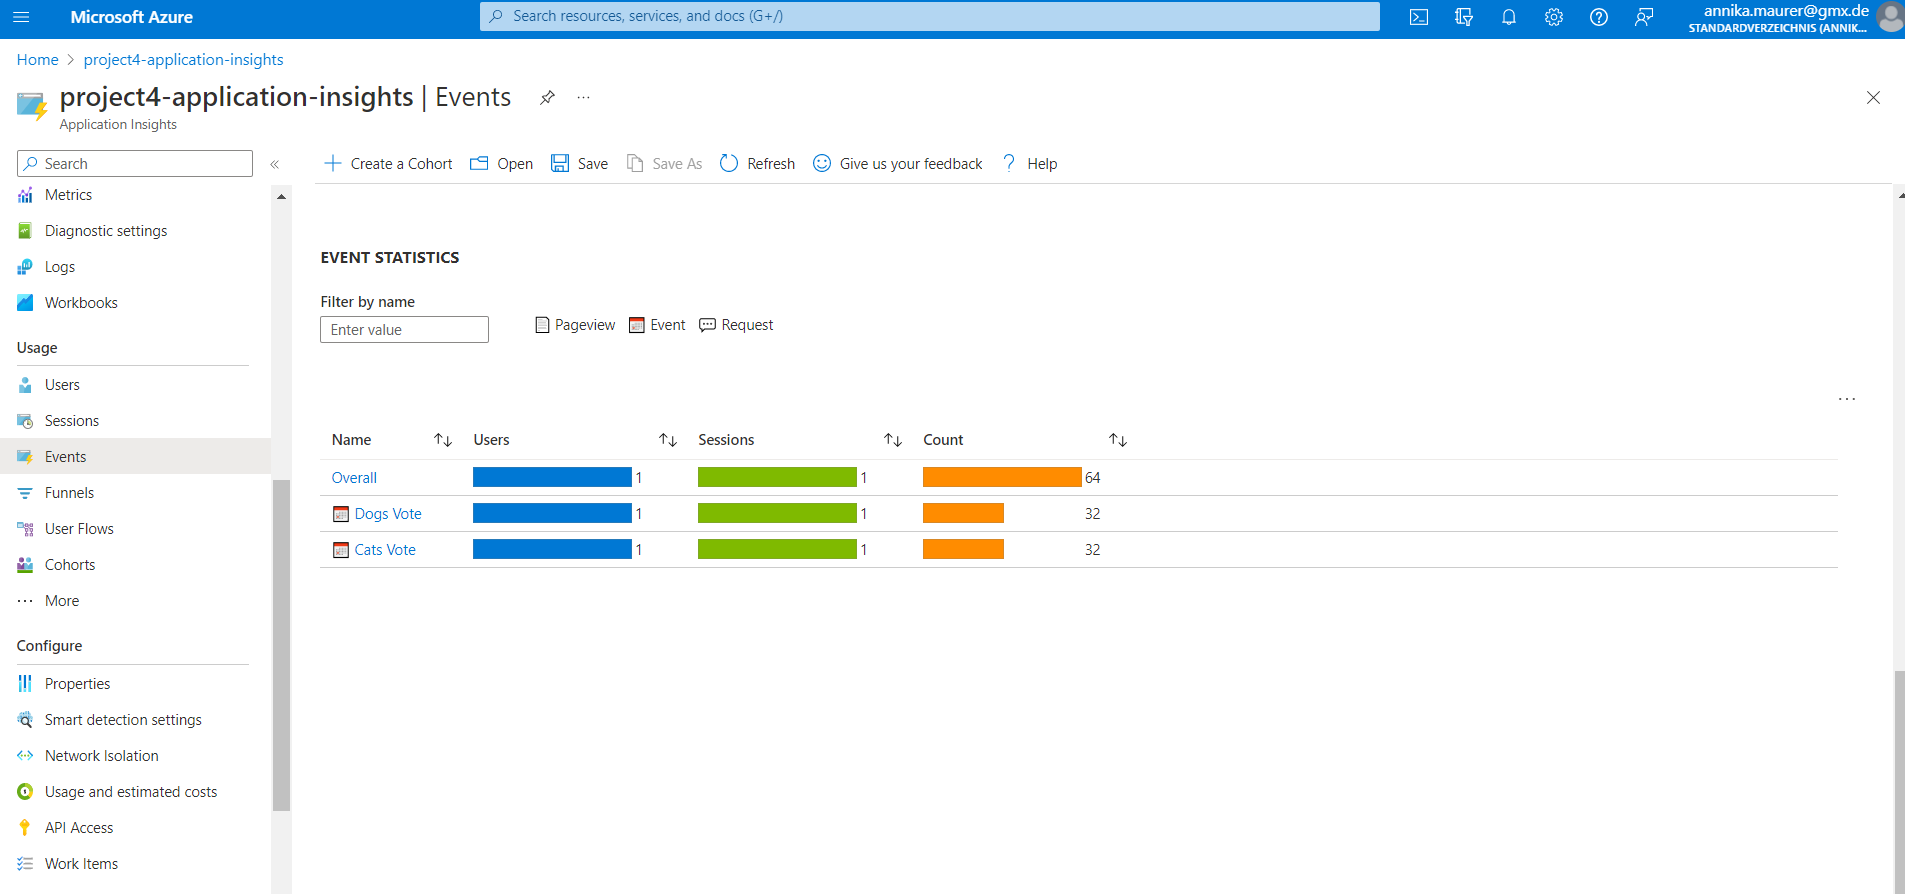 Microsoft Azure
Search resources, services, and docs (G+/)
annika.maurer@gmx.de
STANDARDVERZEICHNIS (ANNIK...
Home > project4-application-insights
project4-application-insights | Events
...
Application Insights
Search
«
Create a Cohort
Open
Save
Save As
Refresh
Give us your feedback
? Help
Metrics
Diagnostic settings
Logs
Workbooks
Usage
Users
Sessions
Events
Funnels
User Flows
Cohorts
... More
Configure
Properties
Smart detection settings
Network Isolation
Usage and estimated costs
API Access
Work Items
EVENT STATISTICS
Filter by name
Enter value
Pageview
Event
Request
...
Name Users Sessions Count
Overall 1 1 64
Dogs Vote 1 1 32
Cats Vote 1 1 32